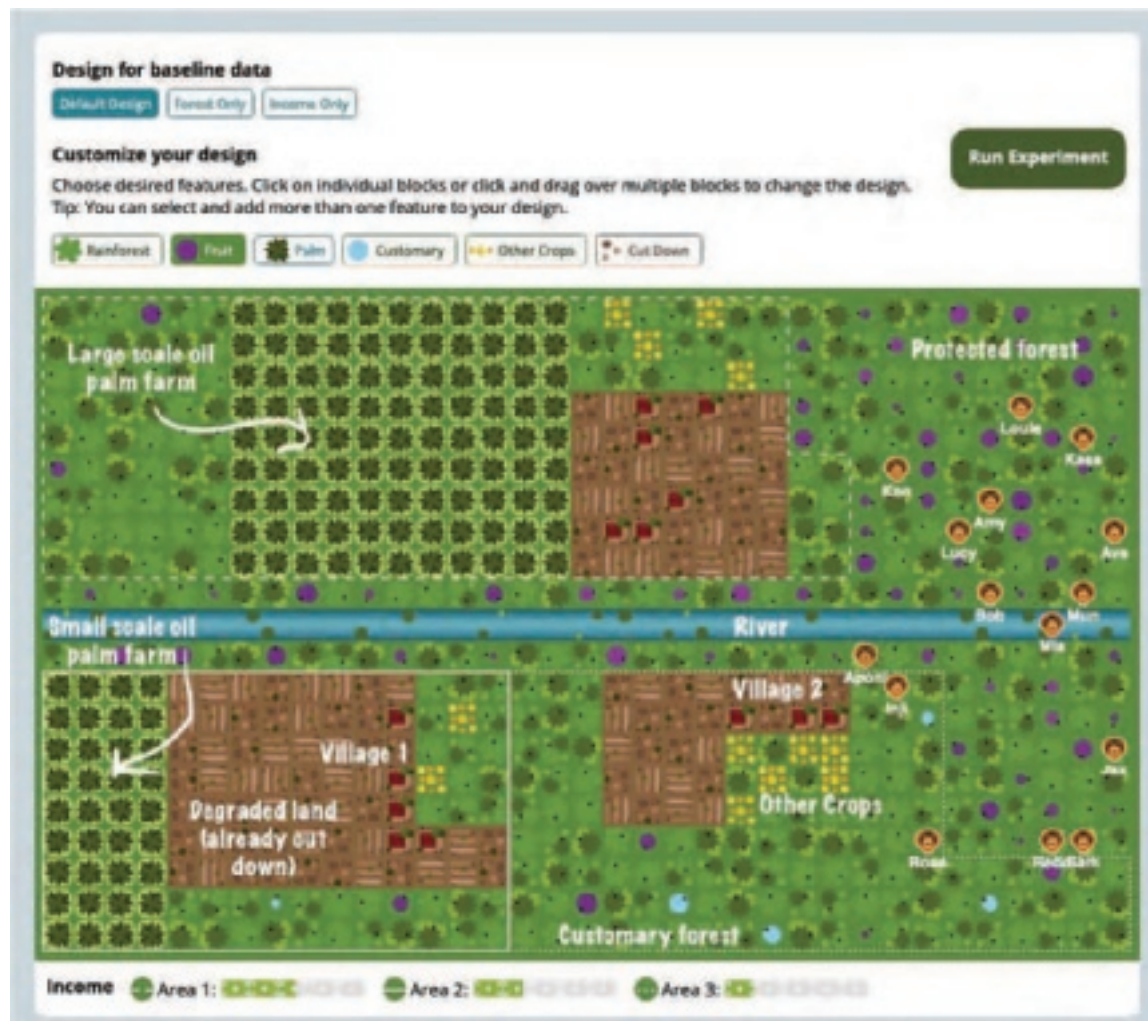 Design for baseline data
Default Design Forest Only Income Only
Customize your design
Run Experiment
Choose desired features. Click on individual blocks or click and drag over multiple blocks to change the design.
Tip: You can select and add more than one feature to your design.
Rainforest Fruit Palm Customary Other Crops Cut Down
Large scale oil
palm farm
Protected forest
Louie
Kasa
Amy
Lucy
Ava
Bob
Mia
Small scale oil
palm farm
River
Village 2
Village 1
Degraded land
(already cut
down)
Other Crops
Rose
Customary forest
Income Area 1: Area 2: Area 3: